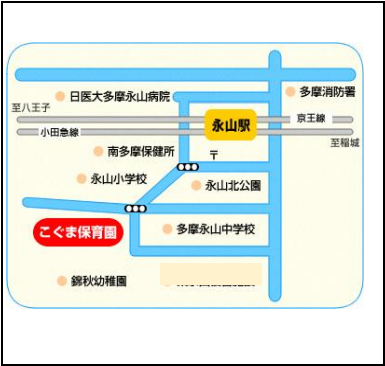 日医大多摩永山病院
多摩消防署
至八王子
永山駅
京王線
小田急線
至稲城
南多摩保健所
〒
永山小学校
永山北公園
こぐま保育園
多摩永山中学校
錦秋幼稚園